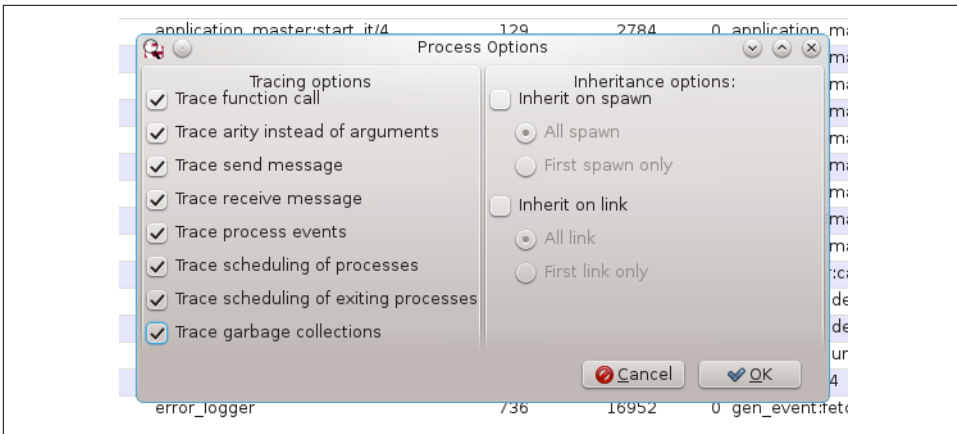 application_master:start_it/4 129 2784 0 application_ma
Process Options
Tracing options
Trace function call
Trace arity instead of arguments
Trace send message
Trace receive message
Trace process events
Trace scheduling of processes
Trace scheduling of exiting processes
Trace garbage collections
Inheritance options:
Inherit on spawn
All spawn
First spawn only
Inherit on link
All link
First link only
Cancel
OK
error_logger 736 16952 0 gen_event:fetc